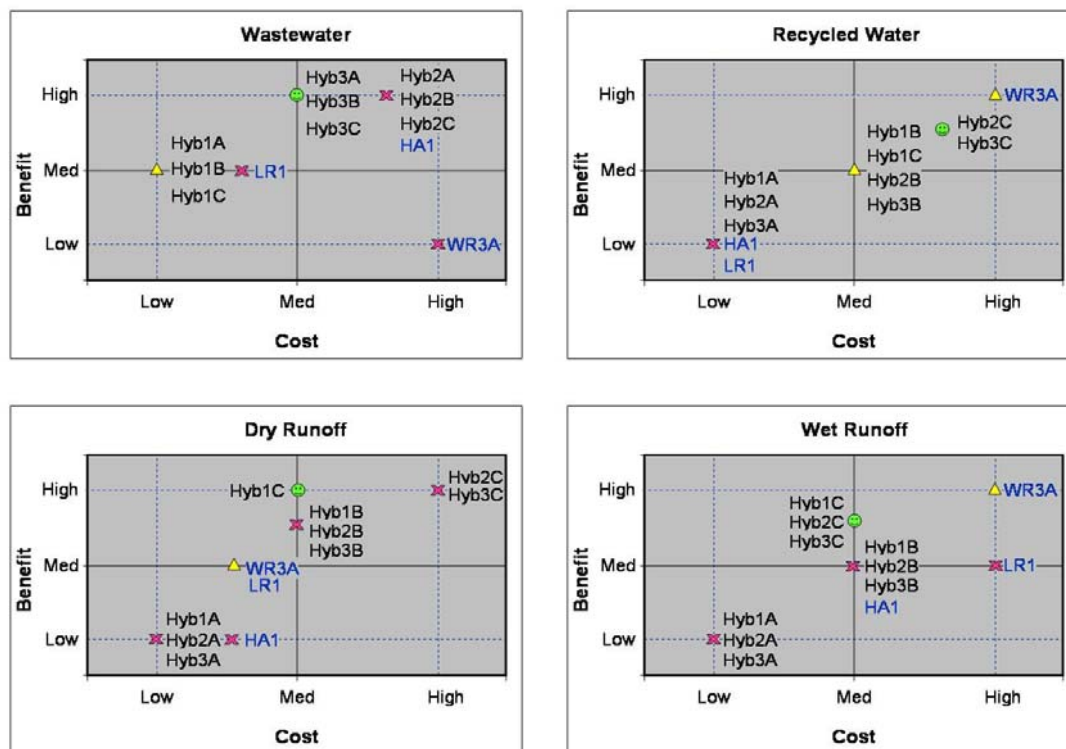 Wastewater
Benefit
High
Med
Low
Hyb3A
Hyb3B
Hyb3C
Hyb2A
Hyb2B
Hyb2C
HA1
Hyb1A
Hyb1B
Hyb1C
LR1
WR3A
Low
Med
High
Cost
Recycled Water
Benefit
High
Med
Low
WR3A
Hyb2C
Hyb3C
Hyb1B
Hyb1C
Hyb2B
Hyb3B
Hyb1A
Hyb2A
Hyb3A
HA1
LR1
Low
Med
High
Cost
Dry Runoff
Benefit
High
Med
Low
Hyb1C
Hyb2C
Hyb3C
Hyb1B
Hyb2B
Hyb3B
WR3A
LR1
Hyb1A
Hyb2A
Hyb3A
HA1
Low
Med
High
Cost
Wet Runoff
Benefit
High
Med
Low
WR3A
Hyb1C
Hyb2C
Hyb3C
Hyb1B
Hyb2B
Hyb3B
HA1
LR1
Hyb1A
Hyb2A
Hyb3A
Low
Med
High
Cost